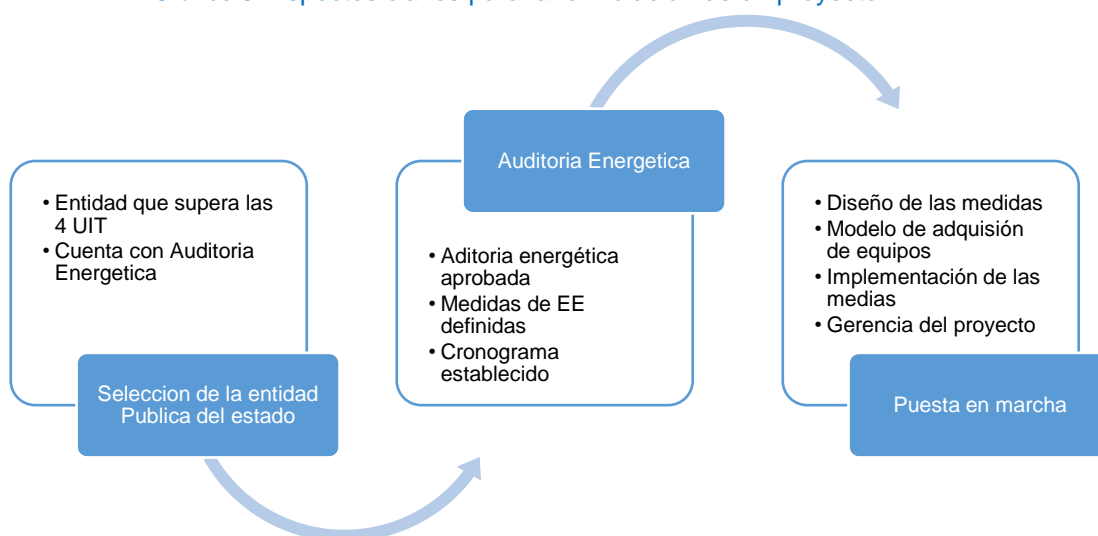 • Entidad que supera las
4 UIT
• Cuenta con Auditoria
Energetica
Seleccion de la entidad
Publica del estado
Auditoria Energetica
• Aditoria energética
aprobada
• Medidas de EE
definidas
• Cronograma
establecido
• Diseño de las medidas
• Modelo de adquisión
de equipos
• Implementación de las
medias
• Gerencia del proyecto
Puesta en marcha